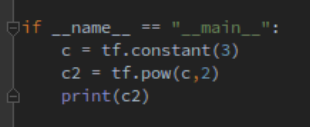 if __name__ == "__main__":
    c = tf.constant(3)
    c2 = tf.pow(c,2)
    print(c2)